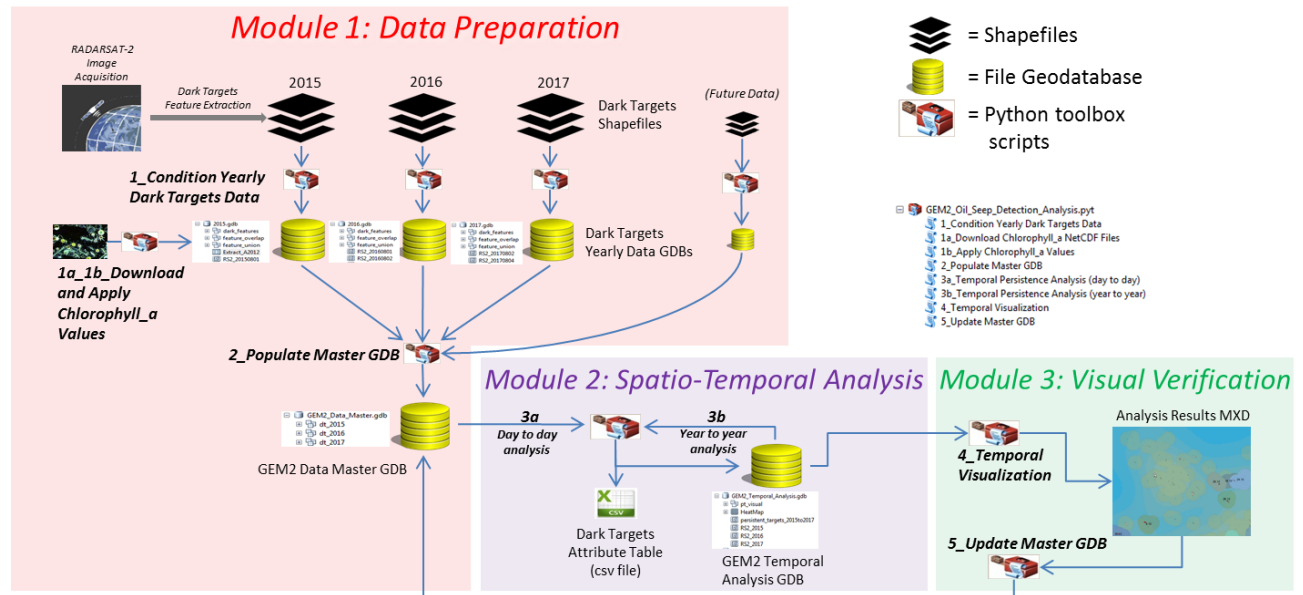 Module 1: Data Preparation
RADARSAT-2
Image
Acquisition
Dark Targets
Feature Extraction
2015
2016
2017
Dark Targets
Shapefiles
(Future Data)
= Shapefiles
= File Geodatabase
= Python toolbox
scripts
1_Condition Yearly
Dark Targets Data
2015.gdb
dark_features
feature_overlap
feature_union
Extract_A2012
RS2_20150801
2016.gdb
dark_features
feature_overlap
feature_union
RS2_20160801
RS2_20160802
2017.gdb
dark_features
feature_overlap
feature_union
RS2_20170802
RS2_20170804
Dark Targets
Yearly Data GDBs
1a_1b_Download
and Apply
Chlorophyll_a
Values
GEM2_Oil_Seep_Detection_Analysis.pyt
1_Condition Yearly Dark Targets Data
1a_Download Chlorophyll_a NetCDF Files
1b_Apply Chlorophyll_a Values
2_Populate Master GDB
3a_Temporal Persistence Analysis (day to day)
3b_Temporal Persistence Analysis (year to year)
4_Temporal Visualization
5_Update Master GDB
2_Populate Master GDB
GEM2_Data_Master.gdb
dt_2015
dt_2016
dt_2017
GEM2 Data Master GDB
Module 2: Spatio-Temporal Analysis
3a
Day to day
analysis
3b
Year to year
analysis
CSV
Dark Targets
Attribute Table
(csv file)
GEM2_Temporal_Analysis.gdb
pt_visual
HeatMap
persistent_targets_2015to2017
RS2_2015
RS2_2016
RS2_2017
GEM2 Temporal
Analysis GDB
Module 3: Visual Verification
Analysis Results MXD
4_Temporal
Visualization
5_Update Master GDB